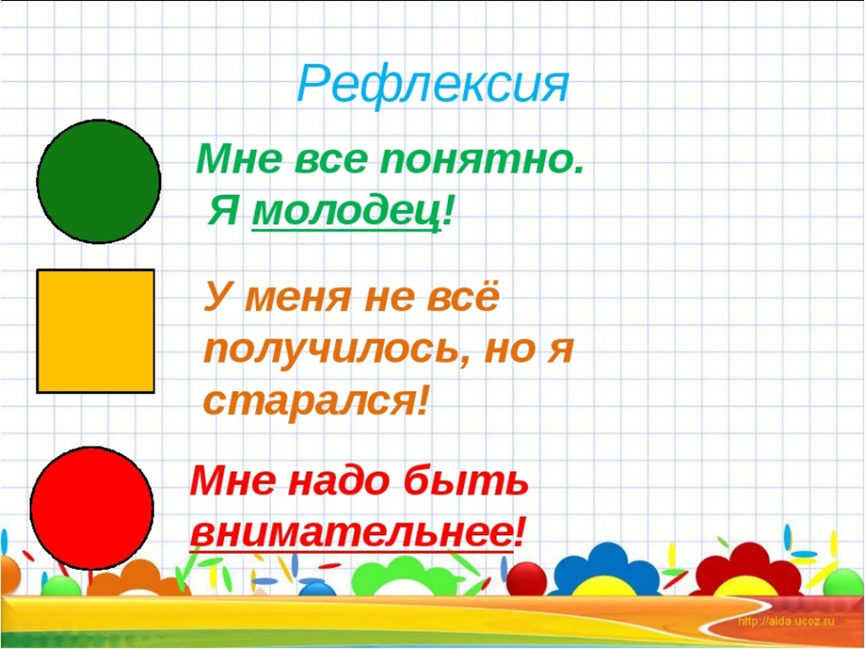 Рефлексия
Мне все понятно.
Я молодец!
У меня не всё
получилось, но я
старался!
Мне надо быть
внимательнее!
http://aida.ucoz.ru